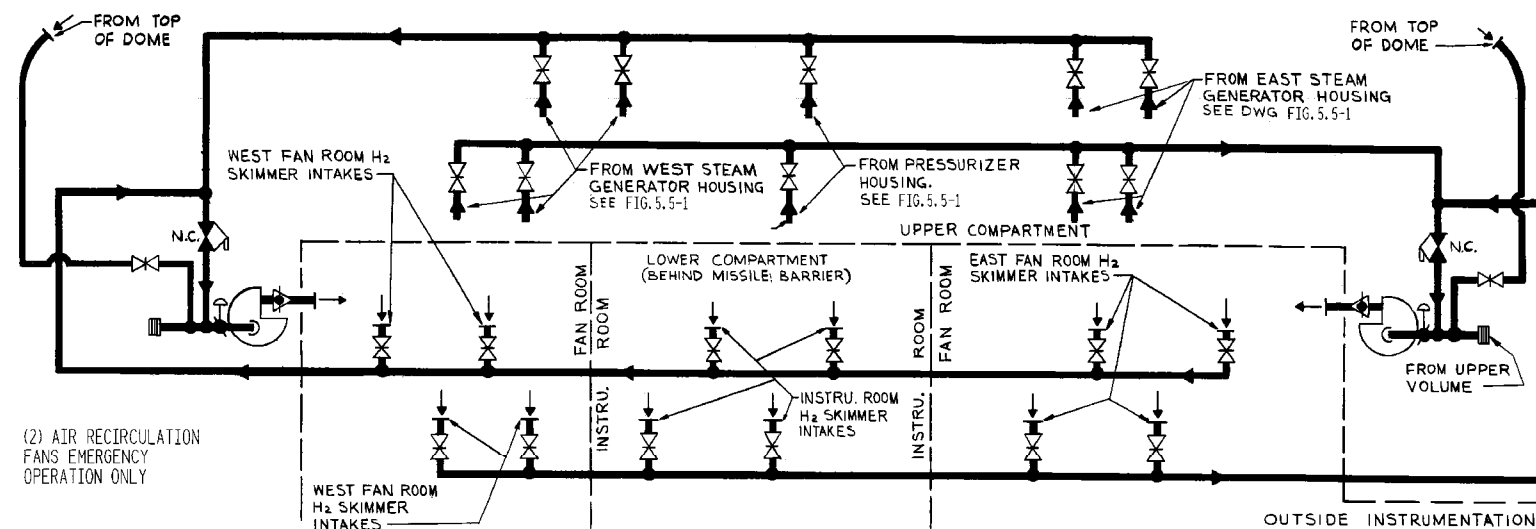 FROM TOP
OF DOME
FROM TOP
OF DOME
FROM EAST STEAM
GENERATOR HOUSING
SEE DWG FIG.5.5-1
WEST FAN ROOM H2
SKIMMER INTAKES
FROM WEST STEAM
GENERATOR HOUSING
SEE FIG.5.5-1
FROM PRESSURIZER
HOUSING.
SEE FIG.5.5-1
UPPER COMPARTMENT
N.C.
N.C.
LOWER COMPARTMENT
(BEHIND MISSILE BARRIER)
EAST FAN ROOM H2
SKIMMER INTAKES
FAN ROOM
INSTRU. ROOM
INSTRU. ROOM
FAN ROOM
FROM UPPER
VOLUME
INSTRU. ROOM
H2 SKIMMER
INTAKES
(2) AIR RECIRCULATION
FANS EMERGENCY
OPERATION ONLY
WEST FAN ROOM
H2 SKIMMER
INTAKES
OUTSIDE INSTRUMENTATION